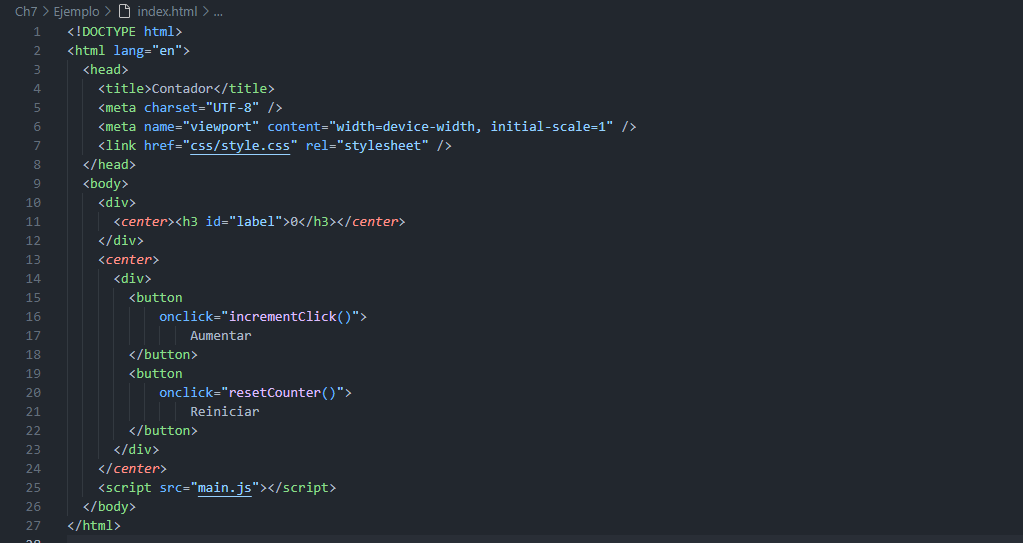 Ch7 > Ejemplo > index.html > ...
1 <!DOCTYPE html>
2 <html lang="en">
3 <head>
4 <title>Contador</title>
5 <meta charset="UTF-8" />
6 <meta name="viewport" content="width=device-width, initial-scale=1" />
7 <link href="css/style.css" rel="stylesheet" />
8 </head>
9 <body>
10 <div>
11 <center><h3 id="label">0</h3></center>
12 </div>
13 <center>
14 <div>
15 <button
16 onclick="incrementClick()">
17 Aumentar
18 </button>
19 <button
20 onclick="resetCounter()">
21 Reiniciar
22 </button>
23 </div>
24 </center>
25 <script src="main.js"></script>
26 </body>
27 </html>
28